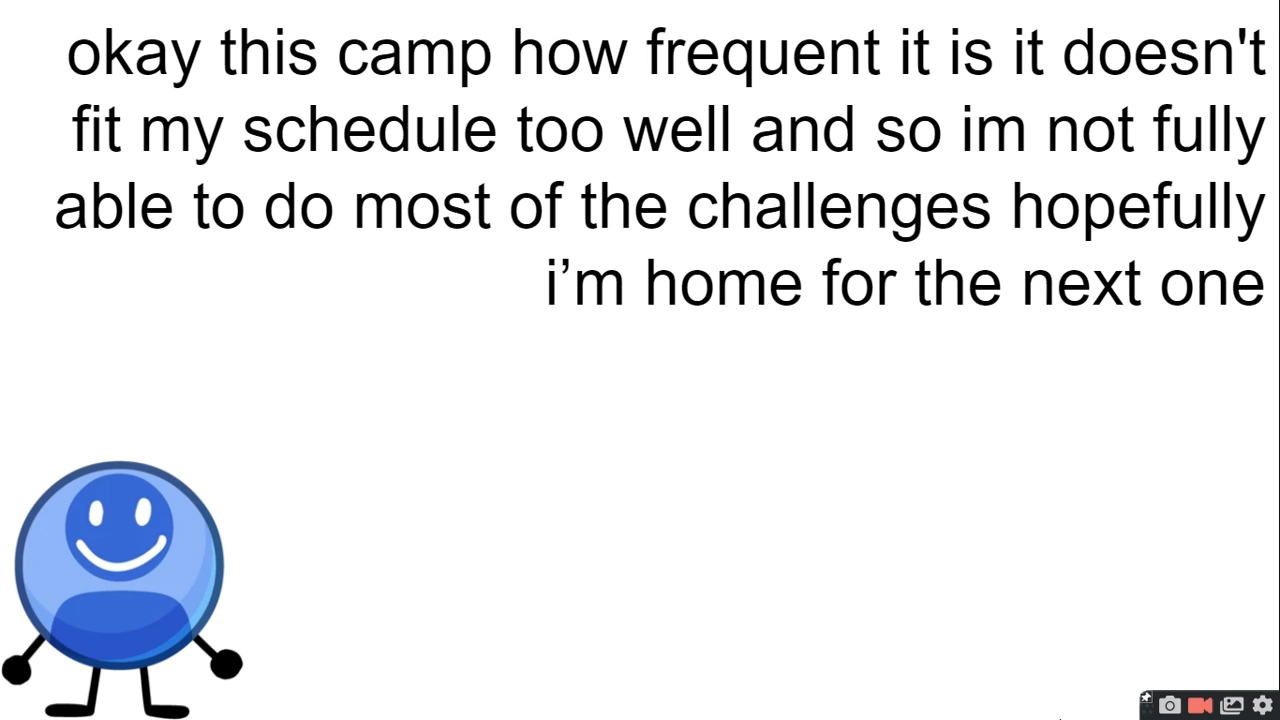 okay this camp how frequent it is it doesn't
fit my schedule too well and so im not fully
able to do most of the challenges hopefully
i’m home for the next one